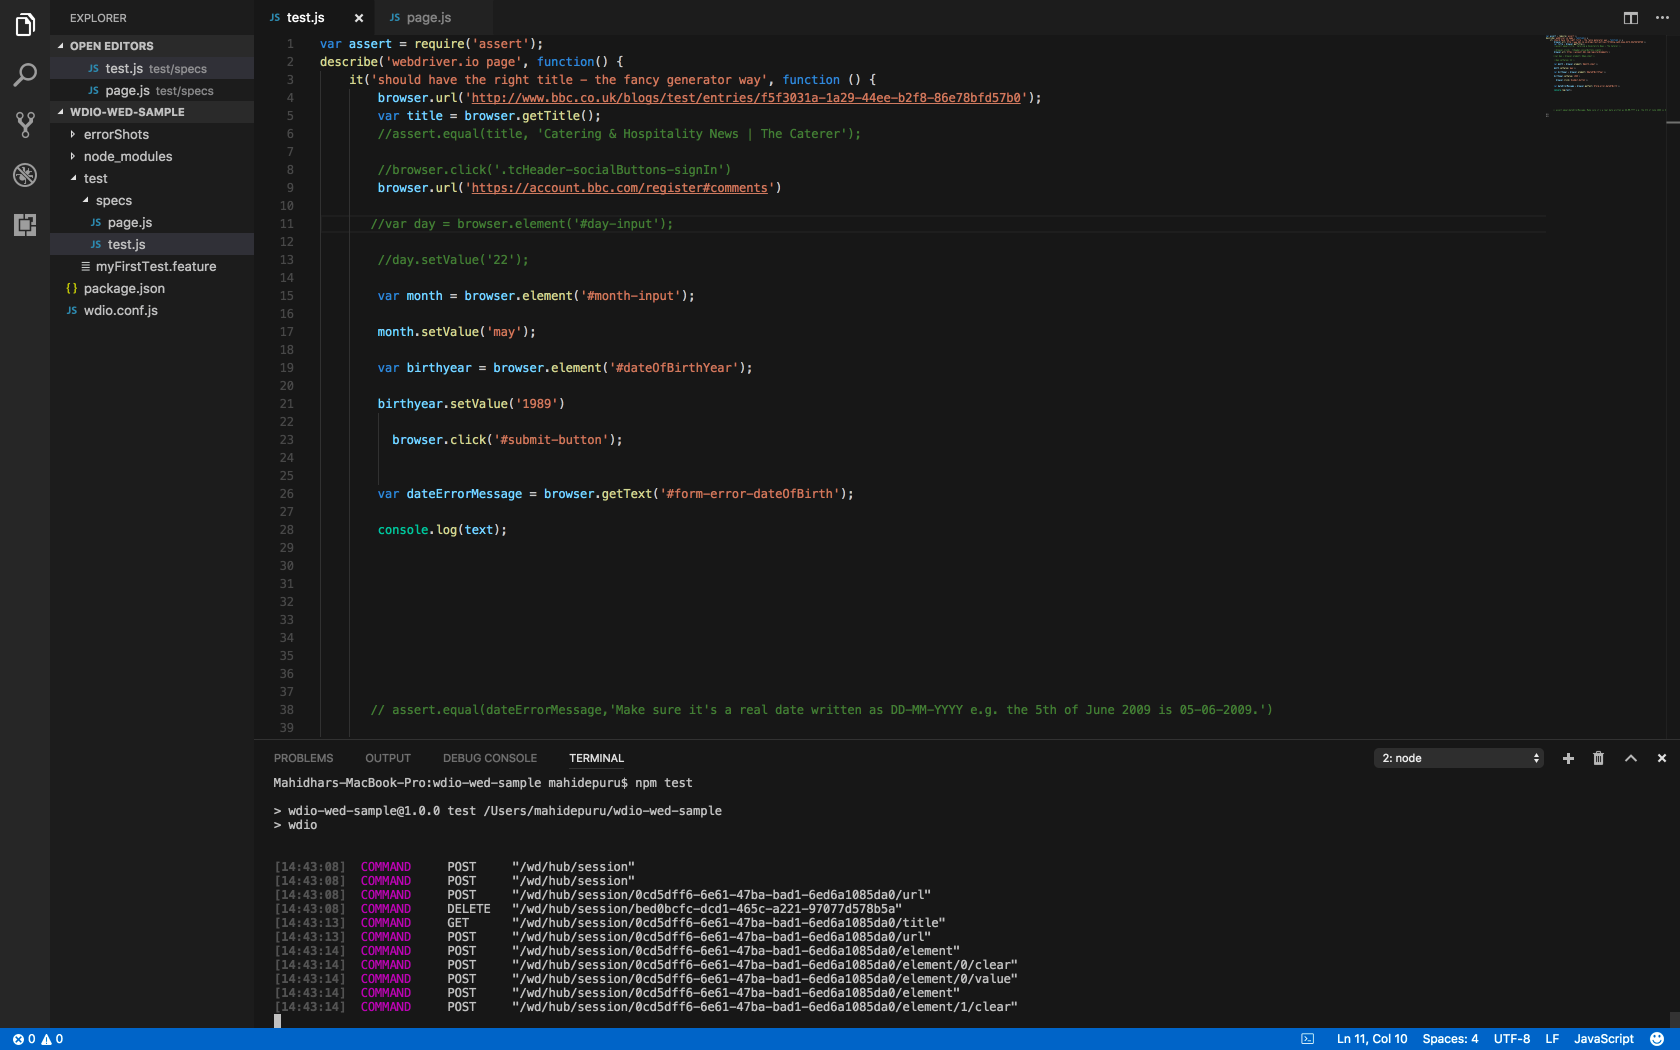 EXPLORER
OPEN EDITORS
JS test.js test/specs
JS page.js test/specs
WDIO-WED-SAMPLE
errorShots
node_modules
test
specs
JS page.js
JS test.js
myFirstTest.feature
{} package.json
JS wdio.conf.js
JS test.js ×
JS page.js
1 var assert = require('assert');
2 describe('webdriver.io page', function() {
3 it('should have the right title - the fancy generator way', function () {
4 browser.url('http://www.bbc.co.uk/blogs/test/entries/f5f3031a-1a29-44ee-b2f8-86e78bfd57b0');
5 var title = browser.getTitle();
6 //assert.equal(title, 'Catering & Hospitality News | The Caterer');
7
8 //browser.click('.tcHeader-socialButtons-signIn')
9 browser.url('https://account.bbc.com/register#comments')
10
11 //var day = browser.element('#day-input');
12
13 //day.setValue('22');
14
15 var month = browser.element('#month-input');
16
17 month.setValue('may');
18
19 var birthyear = browser.element('#dateOfBirthYear');
20
21 birthyear.setValue('1989')
22
23 browser.click('#submit-button');
24
25
26 var dateErrorMessage = browser.getText('#form-error-dateOfBirth');
27
28 console.log(text);
29
30
31
32
33
34
35
36
37
38 // assert.equal(dateErrorMessage,'Make sure it's a real date written as DD-MM-YYYY e.g. the 5th of June 2009 is 05-06-2009.')
39
PROBLEMS OUTPUT DEBUG CONSOLE TERMINAL 2: node
Mahidhars-MacBook-Pro:wdio-wed-sample mahidepuru$ npm test
> wdio-wed-sample@1.0.0 test /Users/mahidepuru/wdio-wed-sample
> wdio
[14:43:08] COMMAND POST "/wd/hub/session"
[14:43:08] COMMAND POST "/wd/hub/session"
[14:43:08] COMMAND POST "/wd/hub/session/0cd5dff6-6e61-47ba-bad1-6ed6a1085da0/url"
[14:43:08] COMMAND DELETE "/wd/hub/session/bed0bcfc-dcd1-465c-a221-97077d578b5a"
[14:43:13] COMMAND GET "/wd/hub/session/0cd5dff6-6e61-47ba-bad1-6ed6a1085da0/title"
[14:43:13] COMMAND POST "/wd/hub/session/0cd5dff6-6e61-47ba-bad1-6ed6a1085da0/url"
[14:43:14] COMMAND POST "/wd/hub/session/0cd5dff6-6e61-47ba-bad1-6ed6a1085da0/element"
[14:43:14] COMMAND POST "/wd/hub/session/0cd5dff6-6e61-47ba-bad1-6ed6a1085da0/element/0/clear"
[14:43:14] COMMAND POST "/wd/hub/session/0cd5dff6-6e61-47ba-bad1-6ed6a1085da0/element/0/value"
[14:43:14] COMMAND POST "/wd/hub/session/0cd5dff6-6e61-47ba-bad1-6ed6a1085da0/element"
[14:43:14] COMMAND POST "/wd/hub/session/0cd5dff6-6e61-47ba-bad1-6ed6a1085da0/element/1/clear"
0 0 Ln 11, Col 10 Spaces: 4 UTF-8 LF JavaScript